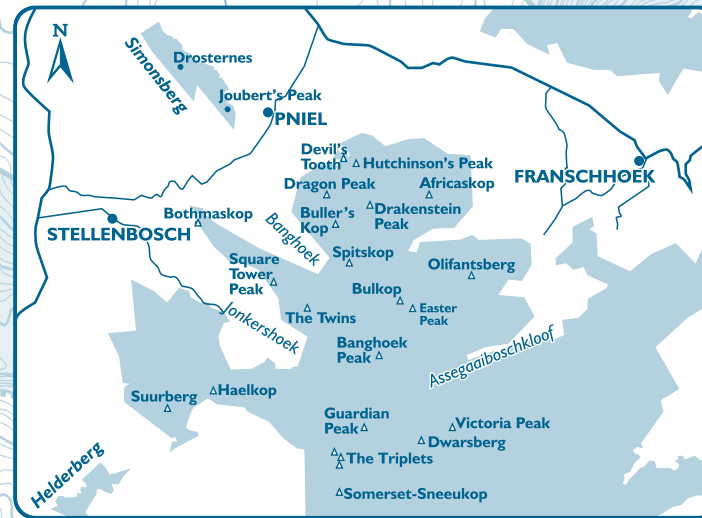 N
Simonsberg
Drosternes
Joubert's Peak
PNIEL
Devil's
Tooth
Hutchinson's Peak
FRANSCHHOEK
Dragon Peak
Africaskop
Bothmaskop
Buller's
Kop
Drakenstein
Peak
STELLENBOSCH
Banghoek
Square
Tower
Peak
Spitskop
Olifantsberg
Bulkop
Jonkershoek
The Twins
Easter
Peak
Banghoek
Peak
Assegaaiboschkloof
Suurberg
Haelkop
Guardian
Peak
Victoria Peak
Dwarsberg
The Triplets
Helderberg
Somerset-Sneeukop